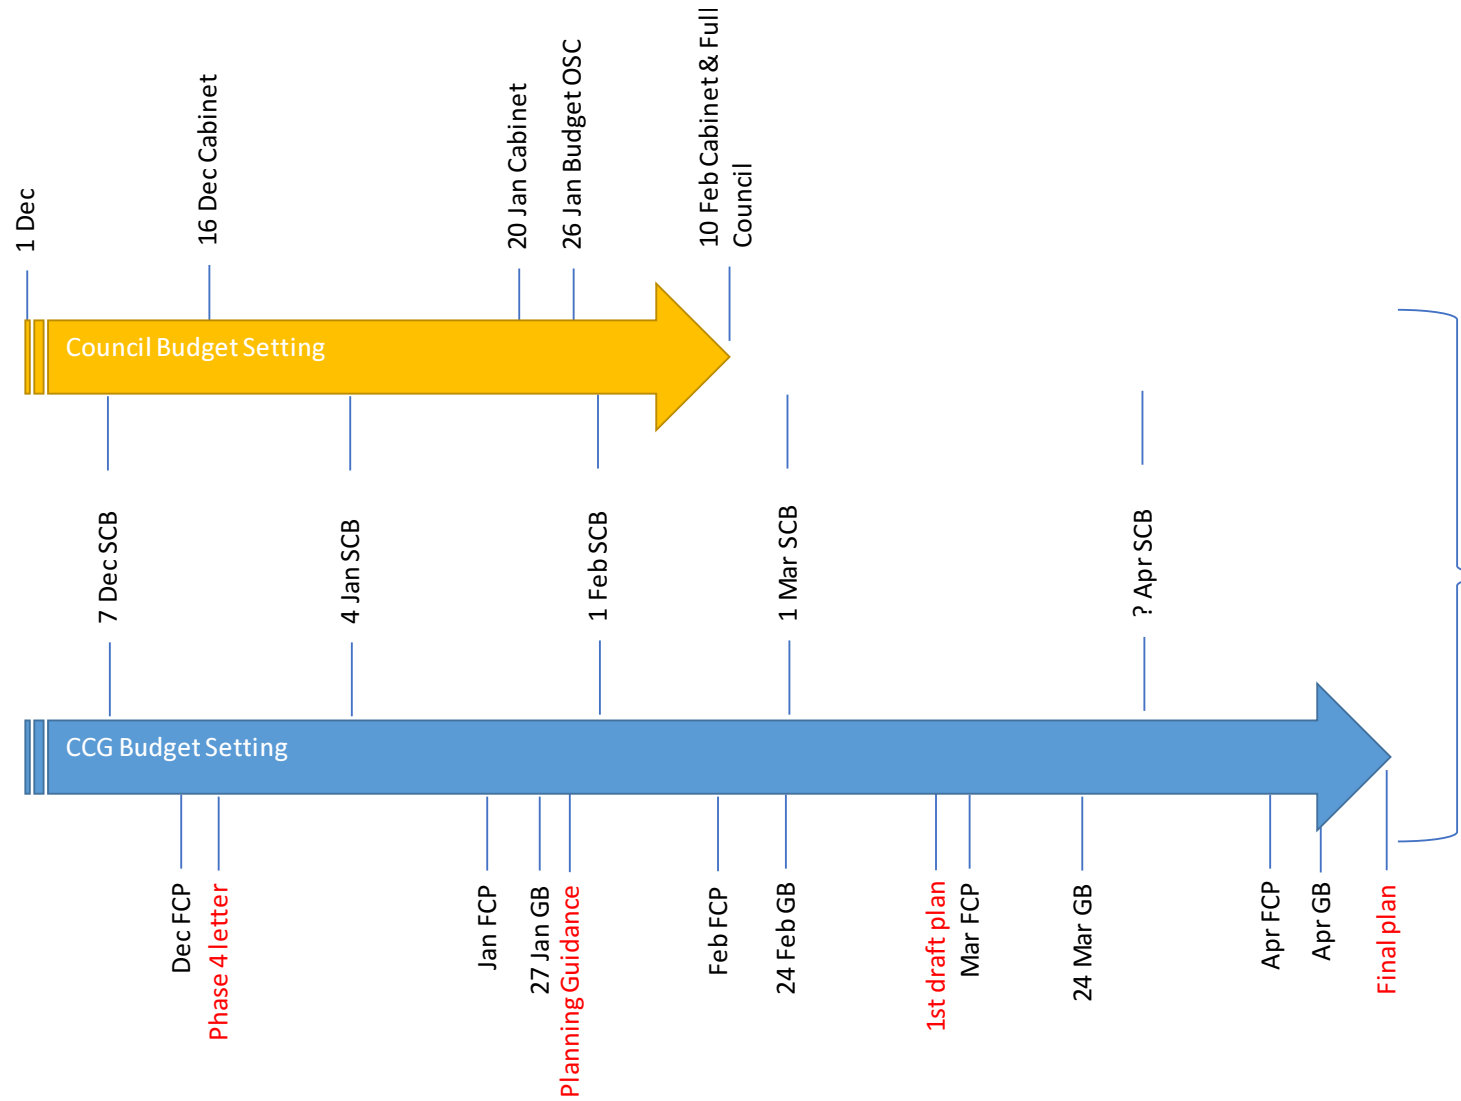 1 Dec
16 Dec Cabinet
20 Jan Cabinet
26 Jan Budget OSC
10 Feb Cabinet & Full
Council
Council Budget Setting
7 Dec SCB
4 Jan SCB
1 Feb SCB
1 Mar SCB
? Apr SCB
CCG Budget Setting
Dec FCP
Phase 4 letter
Jan FCP
27 Jan GB
Planning Guidance
Feb FCP
24 Feb GB
1st draft plan
Mar FCP
24 Mar GB
Apr FCP
Apr GB
Final plan